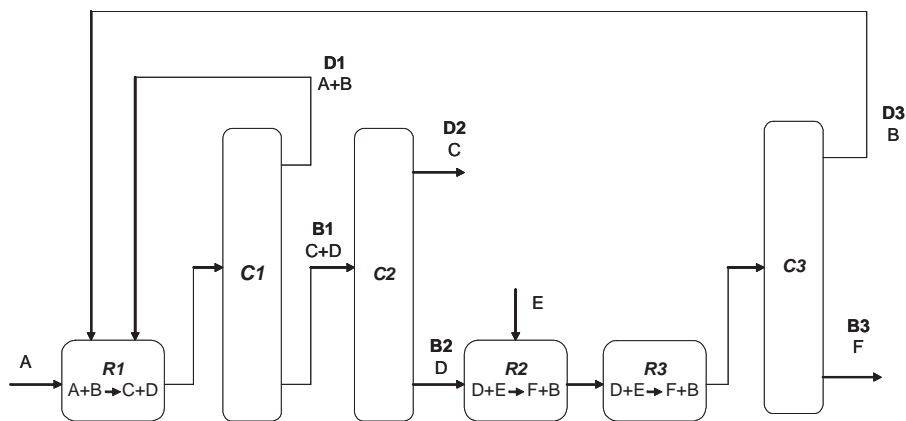 D1
A+B
D3
B
D2
C
B1
C+D
C1
C2
C3
E
A
R1
A+B→C+D
B2
D
R2
D+E→F+B
R3
D+E→F+B
B3
F